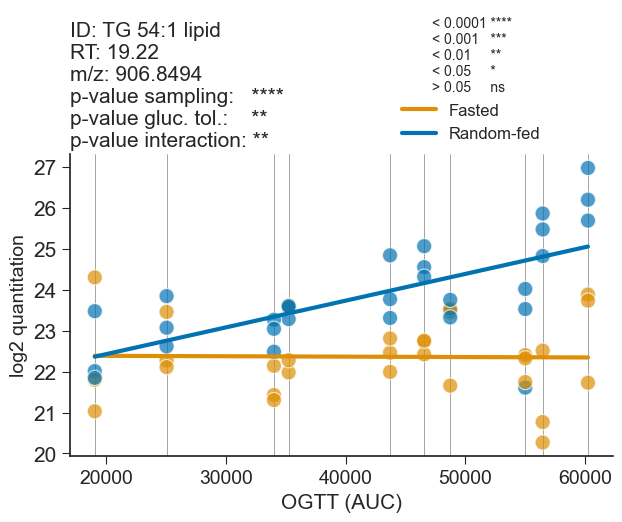 ID: TG 54:1 lipid
RT: 19.22
m/z: 906.8494
p-value sampling: ****
p-value gluc. tol.: **
p-value interaction: **
< 0.0001 ****
< 0.001 ***
< 0.01 **
< 0.05 *
> 0.05 ns
Fasted
Random-fed
log2 quantitation
27
26
25
24
23
22
21
20
20000 30000 40000 50000 60000
OGTT (AUC)